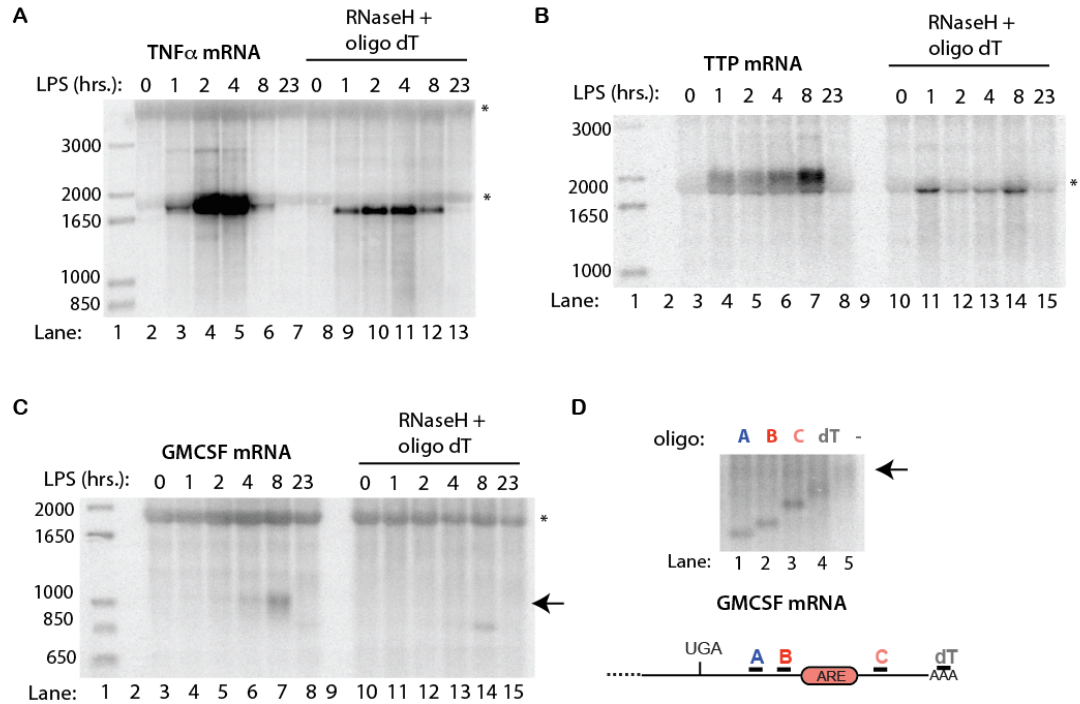 A
RNaseH +
oligo dT
TNFα mRNA
LPS (hrs.): 0 1 2 4 8 23 0 1 2 4 8 23
*
3000
2000
*
1650
1000
850
Lane: 1 2 3 4 5 6 7 8 9 10 11 12 13
B
RNaseH +
oligo dT
TTP mRNA
LPS (hrs.): 0 1 2 4 8 23 0 1 2 4 8 23
3000
2000
*
1650
1000
Lane: 1 2 3 4 5 6 7 8 9 10 11 12 13 14 15
C
RNaseH +
oligo dT
GMCSF mRNA
LPS (hrs.): 0 1 2 4 8 23 0 1 2 4 8 23
2000
*
1650
1000
850
650
Lane: 1 2 3 4 5 6 7 8 9 10 11 12 13 14 15
D
oligo: A B C dT -
Lane: 1 2 3 4 5
GMCSF mRNA
UGA A B C dT
ARE AAA